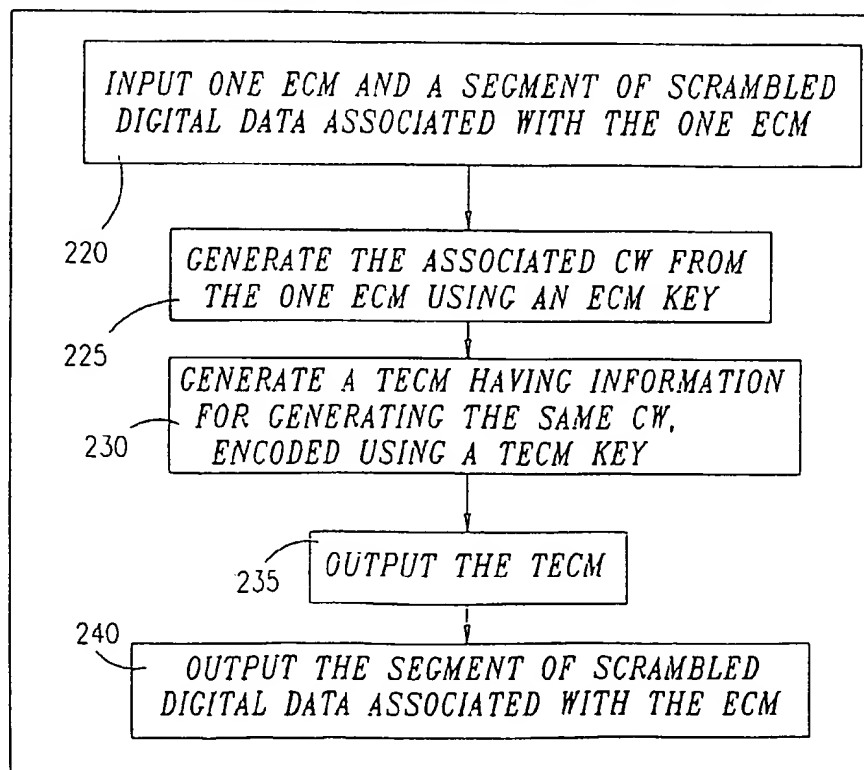 INPUT ONE ECM AND A SEGMENT OF SCRAMBLED
DIGITAL DATA ASSOCIATED WITH THE ONE ECM
220
GENERATE THE ASSOCIATED CW FROM
THE ONE ECM USING AN ECM KEY
225
GENERATE A TECM HAVING INFORMATION
FOR GENERATING THE SAME CW,
ENCODED USING A TECM KEY
230
OUTPUT THE TECM
235
240
OUTPUT THE SEGMENT OF SCRAMBLED
DIGITAL DATA ASSOCIATED WITH THE ECM